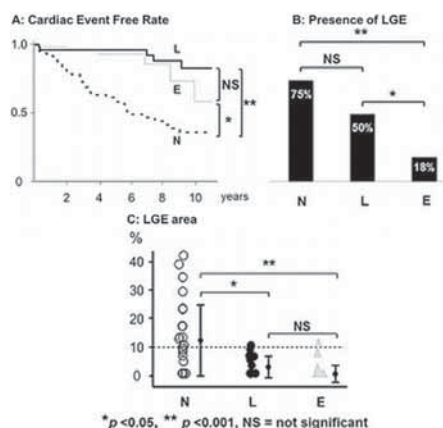 A: Cardiac Event Free Rate
1.0
0.5
L
E
N
NS
*
**
2 4 6 8 10 years
B: Presence of LGE
**
NS
*
75%
50%
18%
N L E
C: LGE area
%
40
30
20
10
0
**
*
NS
N L E
*p <0.05, ** p <0.001, NS = not significant